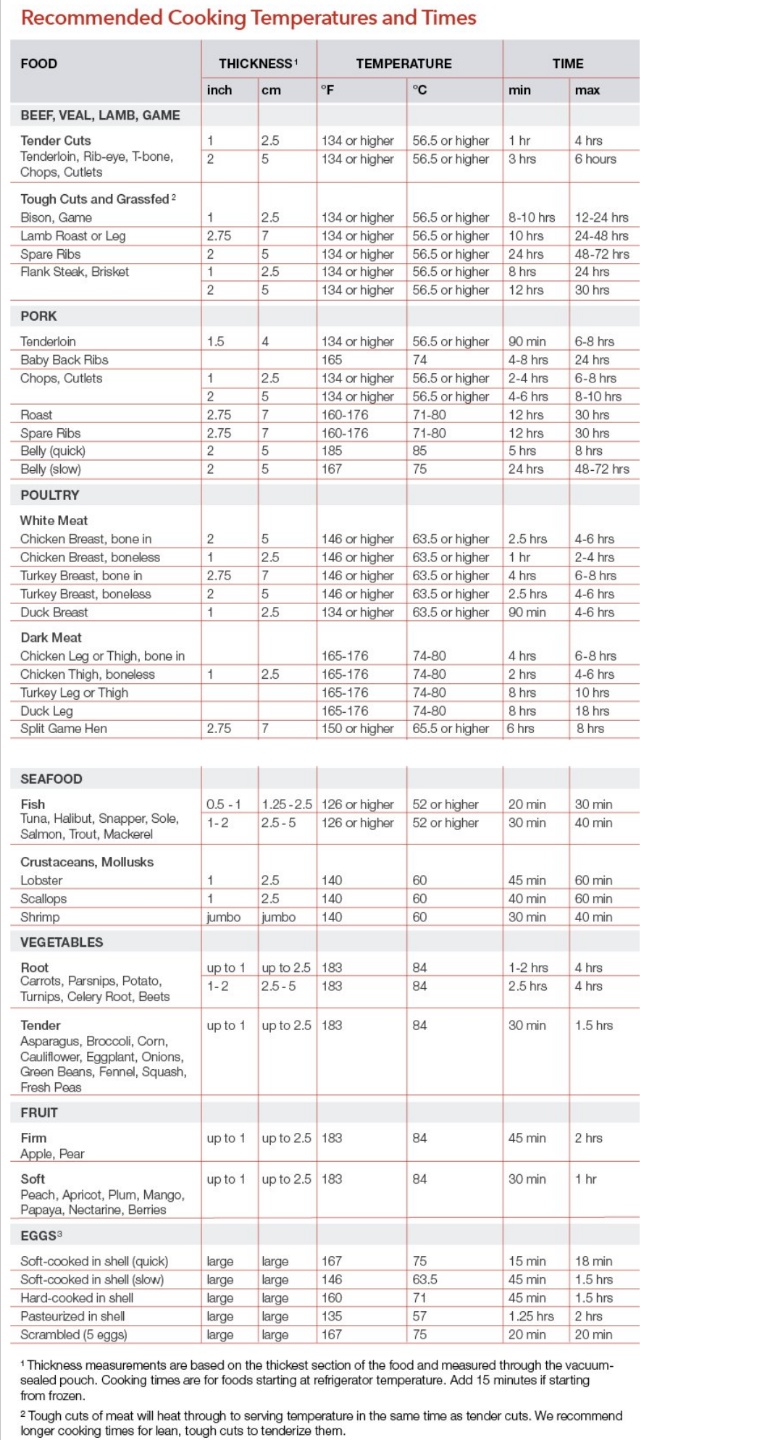 Recommended Cooking Temperatures and Times
FOOD THICKNESS¹ TEMPERATURE TIME
inch cm °F °C min max
BEEF, VEAL, LAMB, GAME
Tender Cuts 1 2.5 134 or higher 56.5 or higher 1 hr 4 hrs
Tenderloin, Rib-eye, T-bone, 2 5 134 or higher 56.5 or higher 3 hrs 6 hours
Chops, Cutlets
Tough Cuts and Grassfed²
Bison, Game 1 2.5 134 or higher 56.5 or higher 8-10 hrs 12-24 hrs
Lamb Roast or Leg 2.75 7 134 or higher 56.5 or higher 10 hrs 24-48 hrs
Spare Ribs 2 5 134 or higher 56.5 or higher 24 hrs 48-72 hrs
Flank Steak, Brisket 1 2.5 134 or higher 56.5 or higher 8 hrs 24 hrs
2 5 134 or higher 56.5 or higher 12 hrs 30 hrs
PORK
Tenderloin 1.5 4 134 or higher 56.5 or higher 90 min 6-8 hrs
Baby Back Ribs 165 74 4-8 hrs 24 hrs
Chops, Cutlets 1 2.5 134 or higher 56.5 or higher 2-4 hrs 6-8 hrs
2 5 134 or higher 56.5 or higher 4-6 hrs 8-10 hrs
Roast 2.75 7 160-176 71-80 12 hrs 30 hrs
Spare Ribs 2.75 7 160-176 71-80 12 hrs 30 hrs
Belly (quick) 2 5 185 85 5 hrs 8 hrs
Belly (slow) 2 5 167 75 24 hrs 48-72 hrs
POULTRY
White Meat
Chicken Breast, bone in 2 5 146 or higher 63.5 or higher 2.5 hrs 4-6 hrs
Chicken Breast, boneless 1 2.5 146 or higher 63.5 or higher 1 hr 2-4 hrs
Turkey Breast, bone in 2.75 7 146 or higher 63.5 or higher 4 hrs 6-8 hrs
Turkey Breast, boneless 2 5 146 or higher 63.5 or higher 2.5 hrs 4-6 hrs
Duck Breast 1 2.5 134 or higher 63.5 or higher 90 min 4-6 hrs
Dark Meat
Chicken Leg or Thigh, bone in 165-176 74-80 4 hrs 6-8 hrs
Chicken Thigh, boneless 1 2.5 165-176 74-80 2 hrs 4-6 hrs
Turkey Leg or Thigh 165-176 74-80 8 hrs 10 hrs
Duck Leg 165-176 74-80 8 hrs 18 hrs
Split Game Hen 2.75 7 150 or higher 65.5 or higher 6 hrs 8 hrs
SEAFOOD
Fish 0.5 - 1 1.25 - 2.5 126 or higher 52 or higher 20 min 30 min
Tuna, Halibut, Snapper, Sole, 1- 2 2.5 - 5 126 or higher 52 or higher 30 min 40 min
Salmon, Trout, Mackerel
Crustaceans, Mollusks
Lobster 1 2.5 140 60 45 min 60 min
Scallops 1 2.5 140 60 40 min 60 min
Shrimp jumbo jumbo 140 60 30 min 40 min
VEGETABLES
Root up to 1 up to 2.5 183 84 1-2 hrs 4 hrs
Carrots, Parsnips, Potato, 1- 2 2.5 - 5 183 84 2.5 hrs 4 hrs
Turnips, Celery Root, Beets
Tender up to 1 up to 2.5 183 84 30 min 1.5 hrs
Asparagus, Broccoli, Corn,
Cauliflower, Eggplant, Onions,
Green Beans, Fennel, Squash,
Fresh Peas
FRUIT
Firm up to 1 up to 2.5 183 84 45 min 2 hrs
Apple, Pear
Soft up to 1 up to 2.5 183 84 30 min 1 hr
Peach, Apricot, Plum, Mango,
Papaya, Nectarine, Berries
EGGS³
Soft-cooked in shell (quick) large large 167 75 15 min 18 min
Soft-cooked in shell (slow) large large 146 63.5 45 min 1.5 hrs
Hard-cooked in shell large large 160 71 45 min 1.5 hrs
Pasteurized in shell large large 135 57 1.25 hrs 2 hrs
Scrambled (5 eggs) large large 167 75 20 min 20 min
¹ Thickness measurements are based on the thickest section of the food and measured through the vacuum-
sealed pouch. Cooking times are for foods starting at refrigerator temperature. Add 15 minutes if starting
from frozen.
² Tough cuts of meat will heat through to serving temperature in the same time as tender cuts. We recommend
longer cooking times for lean, tough cuts to tenderize them.